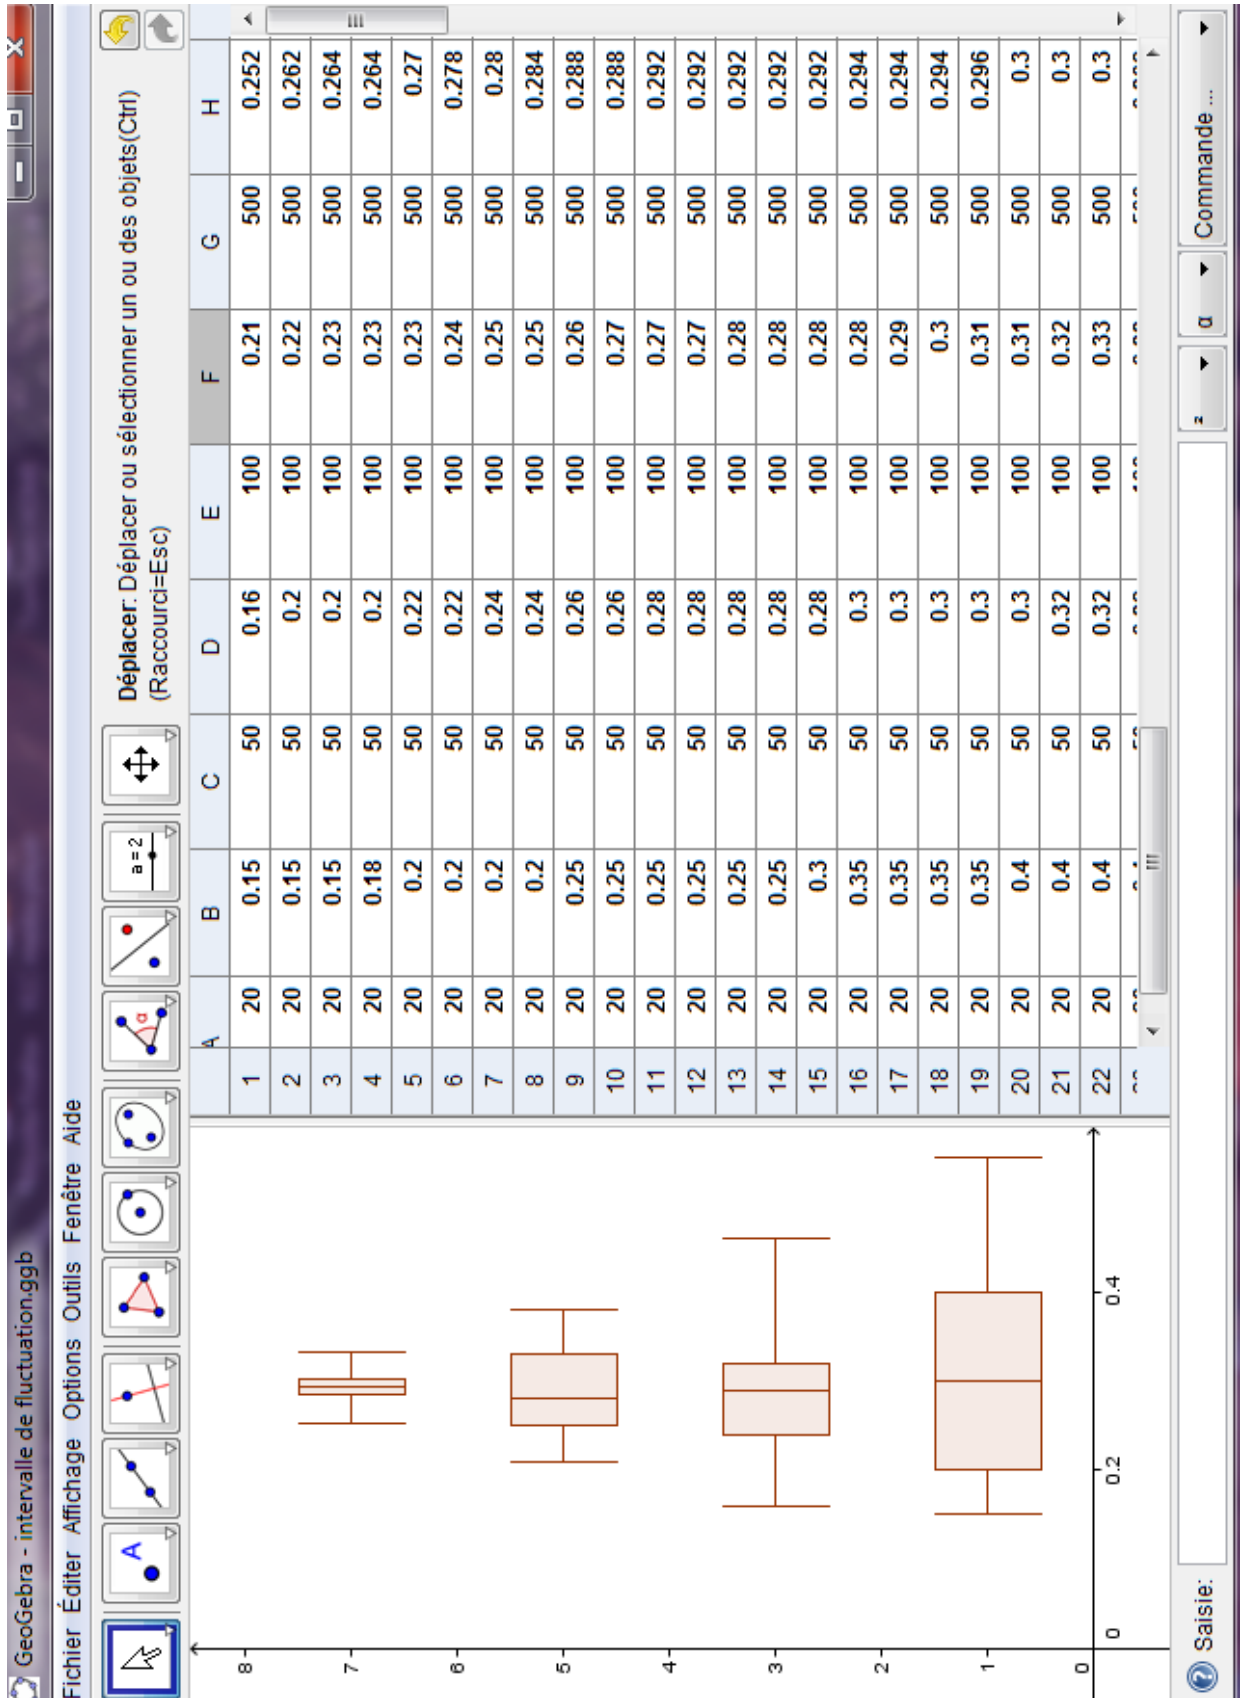 GeoGebra - intervalle de fluctuation.ggb
Fichier Éditer Affichage Options Outils Fenêtre Aide
A
α
a = 2
Déplacer: Déplacer ou sélectionner un ou des objets(Ctrl)
(Raccourci=Esc)
8
7
6
5
4
3
2
1
0
0 0.2 0.4
A B C D E F G H
1 20 0.15 50 0.16 100 0.21 500 0.252
2 20 0.15 50 0.2 100 0.22 500 0.262
3 20 0.15 50 0.2 100 0.23 500 0.264
4 20 0.18 50 0.2 100 0.23 500 0.264
5 20 0.2 50 0.22 100 0.23 500 0.27
6 20 0.2 50 0.22 100 0.24 500 0.278
7 20 0.2 50 0.24 100 0.25 500 0.28
8 20 0.2 50 0.24 100 0.25 500 0.284
9 20 0.25 50 0.26 100 0.26 500 0.288
10 20 0.25 50 0.26 100 0.27 500 0.288
11 20 0.25 50 0.28 100 0.27 500 0.292
12 20 0.25 50 0.28 100 0.27 500 0.292
13 20 0.25 50 0.28 100 0.28 500 0.292
14 20 0.25 50 0.28 100 0.28 500 0.292
15 20 0.3 50 0.28 100 0.28 500 0.292
16 20 0.35 50 0.3 100 0.28 500 0.294
17 20 0.35 50 0.3 100 0.29 500 0.294
18 20 0.35 50 0.3 100 0.3 500 0.294
19 20 0.35 50 0.3 100 0.31 500 0.296
20 20 0.4 50 0.3 100 0.31 500 0.3
21 20 0.4 50 0.32 100 0.32 500 0.3
22 20 0.4 50 0.32 100 0.33 500 0.3
Saisie: ² α Commande ...